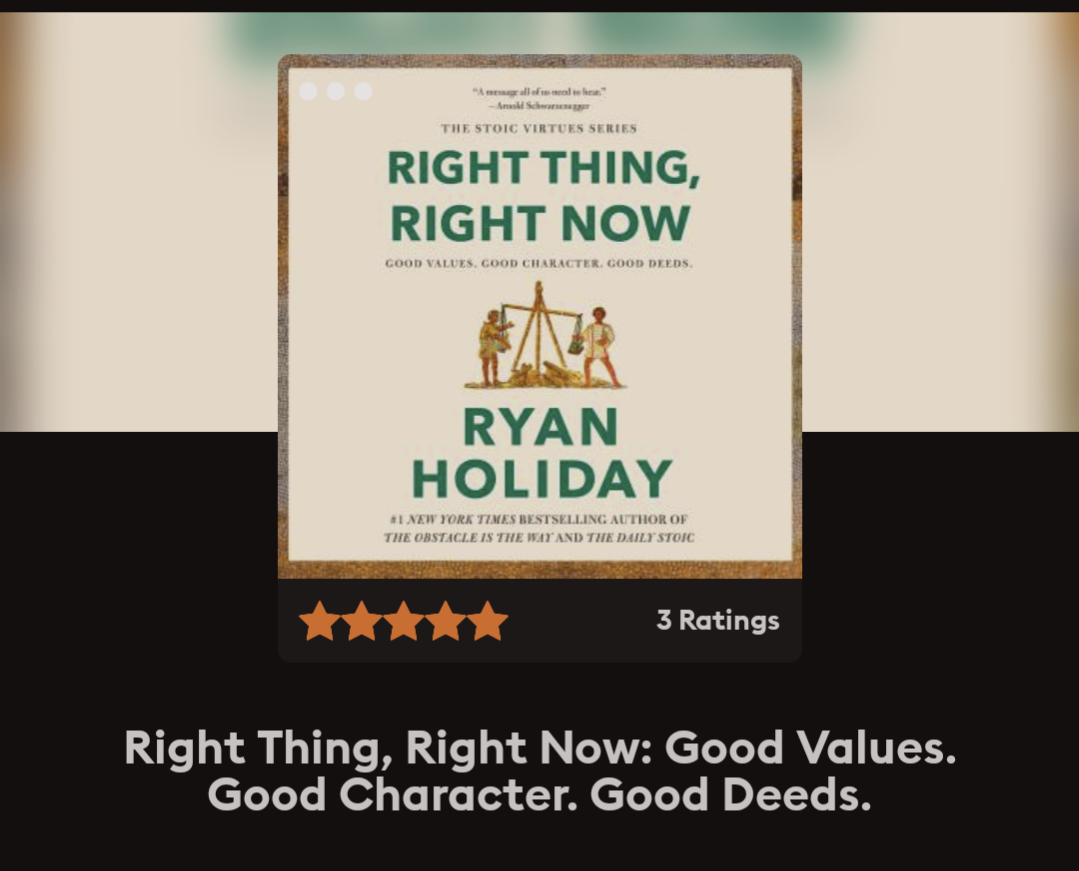 “A message all of us need to hear.”
—Arnold Schwarzenegger
THE STOIC VIRTUES SERIES
RIGHT THING,
RIGHT NOW
GOOD VALUES. GOOD CHARACTER. GOOD DEEDS.
RYAN
HOLIDAY
#1 NEW YORK TIMES BESTSELLING AUTHOR OF
THE OBSTACLE IS THE WAY AND THE DAILY STOIC
3 Ratings
Right Thing, Right Now: Good Values.
Good Character. Good Deeds.